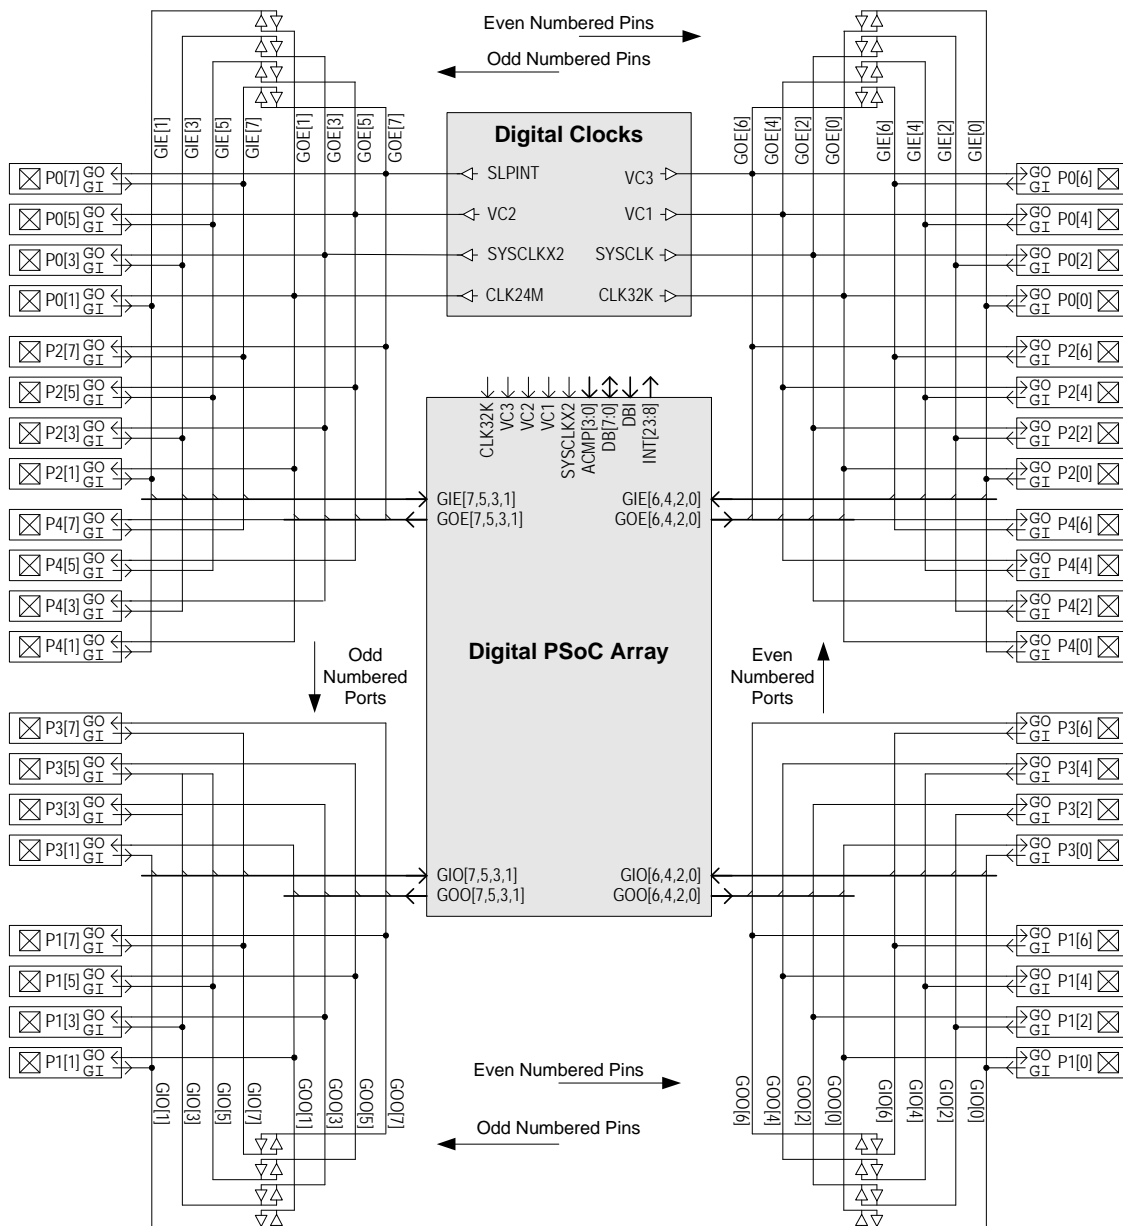 Even Numbered Pins
Odd Numbered Pins
GIE[1]
GIE[3]
GIE[5]
GIE[7]
GOE[1]
GOE[3]
GOE[5]
GOE[7]
GOE[6]
GOE[4]
GOE[2]
GOE[0]
GIE[6]
GIE[4]
GIE[2]
GIE[0]
Digital Clocks
SLPINT
VC3
VC2
VC1
SYSCLKX2
SYSCLK
CLK24M
CLK32K
P0[7] GO
GI
P0[5] GO
GI
P0[3] GO
GI
P0[1] GO
GI
P2[7] GO
GI
P2[5] GO
GI
P2[3] GO
GI
P2[1] GO
GI
P4[7] GO
GI
P4[5] GO
GI
P4[3] GO
GI
P4[1] GO
GI
GO P0[6]
GI
GO P0[4]
GI
GO P0[2]
GI
GO P0[0]
GI
GO P2[6]
GI
GO P2[4]
GI
GO P2[2]
GI
GO P2[0]
GI
GO P4[6]
GI
GO P4[4]
GI
GO P4[2]
GI
GO P4[0]
GI
CLK32K
VC3
VC2
VC1
SYSCLKX2
ACMP[3:0]
DB[7:0]
DBI
INT[23:8]
GIE[7,5,3,1]
GIE[6,4,2,0]
GOE[7,5,3,1]
GOE[6,4,2,0]
Digital PSoC Array
Odd
Numbered
Ports
Even
Numbered
Ports
P3[7] GO
GI
P3[5] GO
GI
P3[3] GO
GI
P3[1] GO
GI
GO P3[6]
GI
GO P3[4]
GI
GO P3[2]
GI
GO P3[0]
GI
GIO[7,5,3,1]
GIO[6,4,2,0]
GOO[7,5,3,1]
GOO[6,4,2,0]
P1[7] GO
GI
P1[5] GO
GI
P1[3] GO
GI
P1[1] GO
GI
GO P1[6]
GI
GO P1[4]
GI
GO P1[2]
GI
GO P1[0]
GI
Even Numbered Pins
Odd Numbered Pins
GIO[1]
GIO[3]
GIO[5]
GIO[7]
GOO[1]
GOO[3]
GOO[5]
GOO[7]
GOO[6]
GOO[4]
GOO[2]
GOO[0]
GIO[6]
GIO[4]
GIO[2]
GIO[0]